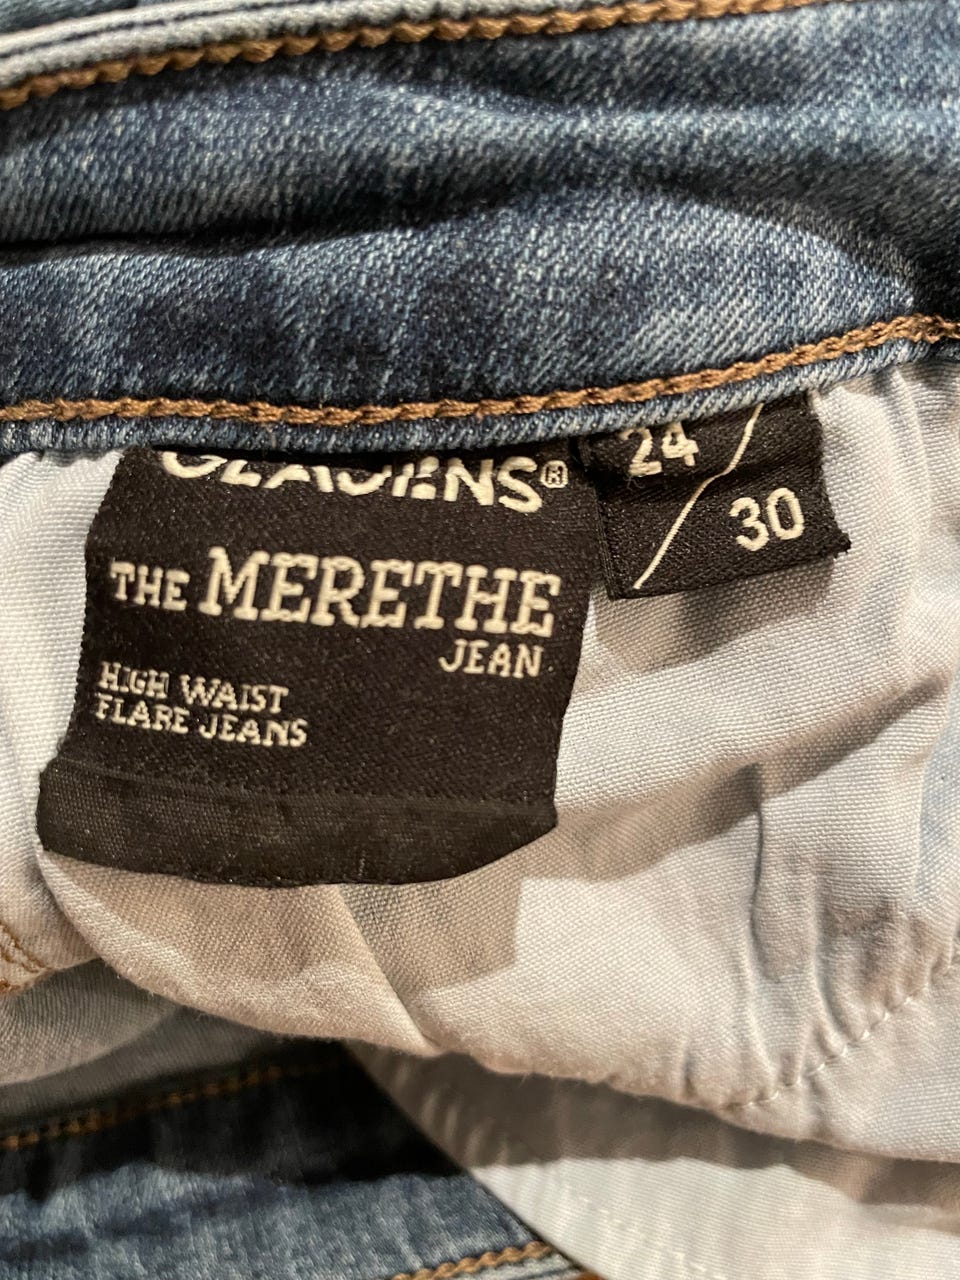 THE MERETHE
JEAN
HIGH WAIST
FLARE JEANS
24
30